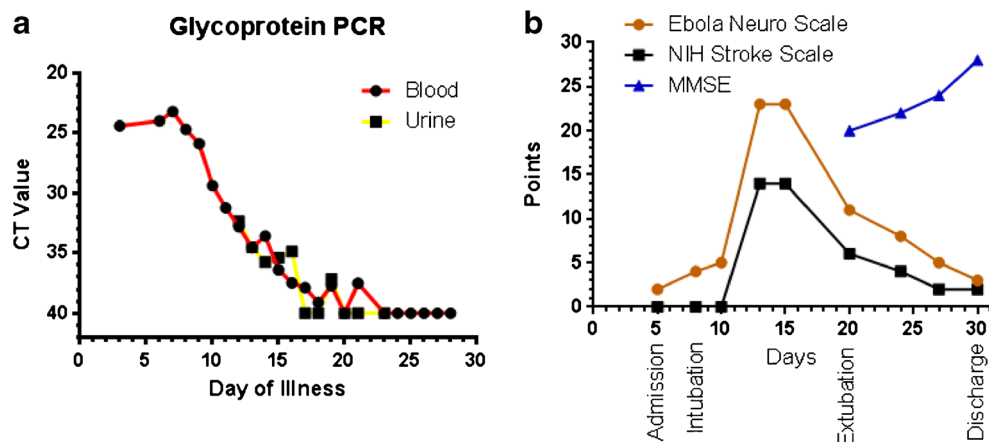 a
Glycoprotein PCR
20
25
30
35
40
CT Value
Blood
Urine
0 5 10 15 20 25 30
Day of Illness
b
Ebola Neuro Scale
NIH Stroke Scale
MMSE
30
25
20
15
10
5
0
Points
0 5 10 15 20 25 30
Days
Admission
Intubation
Extubation
Discharge